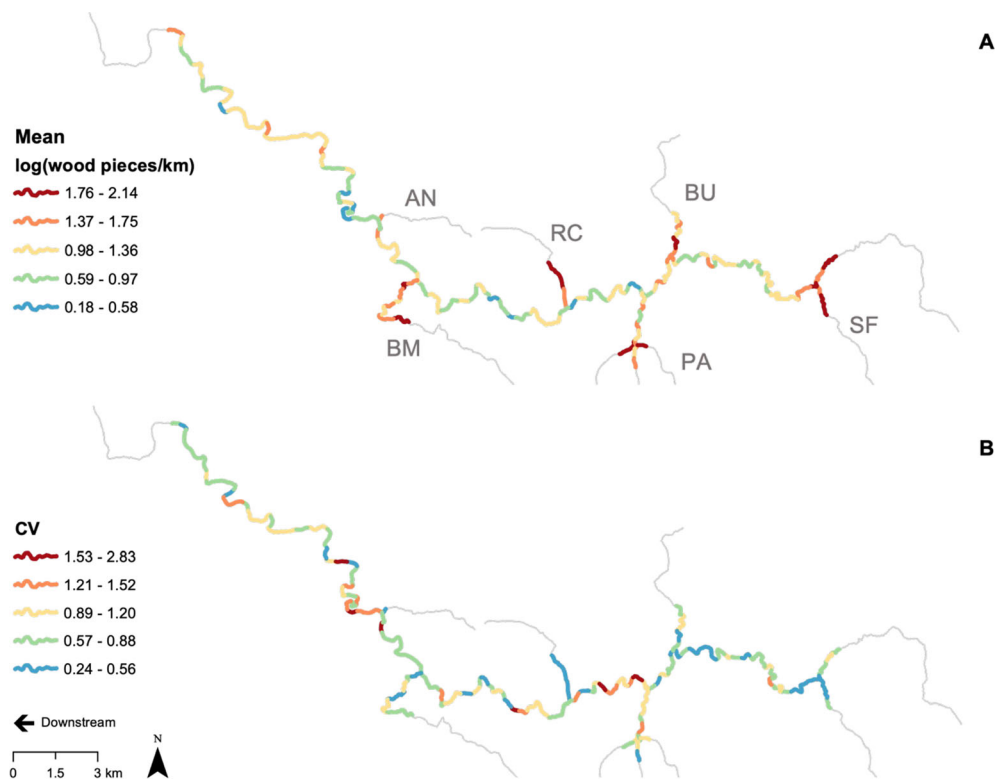 A
Mean
log(wood pieces/km)
1.76 - 2.14
1.37 - 1.75
0.98 - 1.36
0.59 - 0.97
0.18 - 0.58
AN
RC
BU
BM
PA
SF
B
CV
1.53 - 2.83
1.21 - 1.52
0.89 - 1.20
0.57 - 0.88
0.24 - 0.56
Downstream
N
0 1.5 3 km